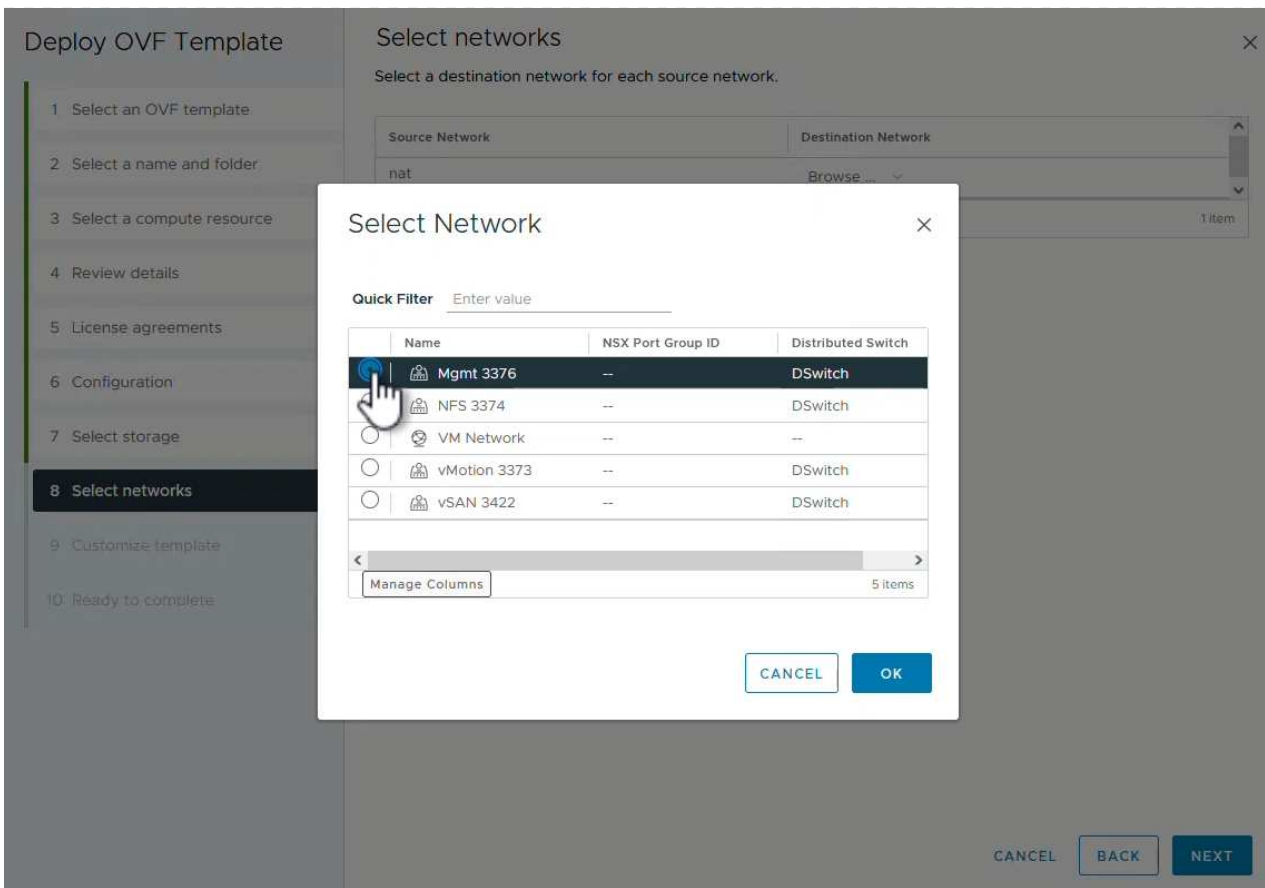 Deploy OVF Template
1 Select an OVF template
2 Select a name and folder
3 Select a compute resource
4 Review details
5 License agreements
6 Configuration
7 Select storage
8 Select networks
9 Customize template
10 Ready to complete
Select networks
Select a destination network for each source network.
Source Network Destination Network
nat Browse ...
1 item
Select Network
Quick Filter Enter value
Name NSX Port Group ID Distributed Switch
Mgmt 3376 -- DSwitch
NFS 3374 -- DSwitch
VM Network -- --
vMotion 3373 -- DSwitch
vSAN 3422 -- DSwitch
Manage Columns 5 items
CANCEL OK
CANCEL BACK NEXT